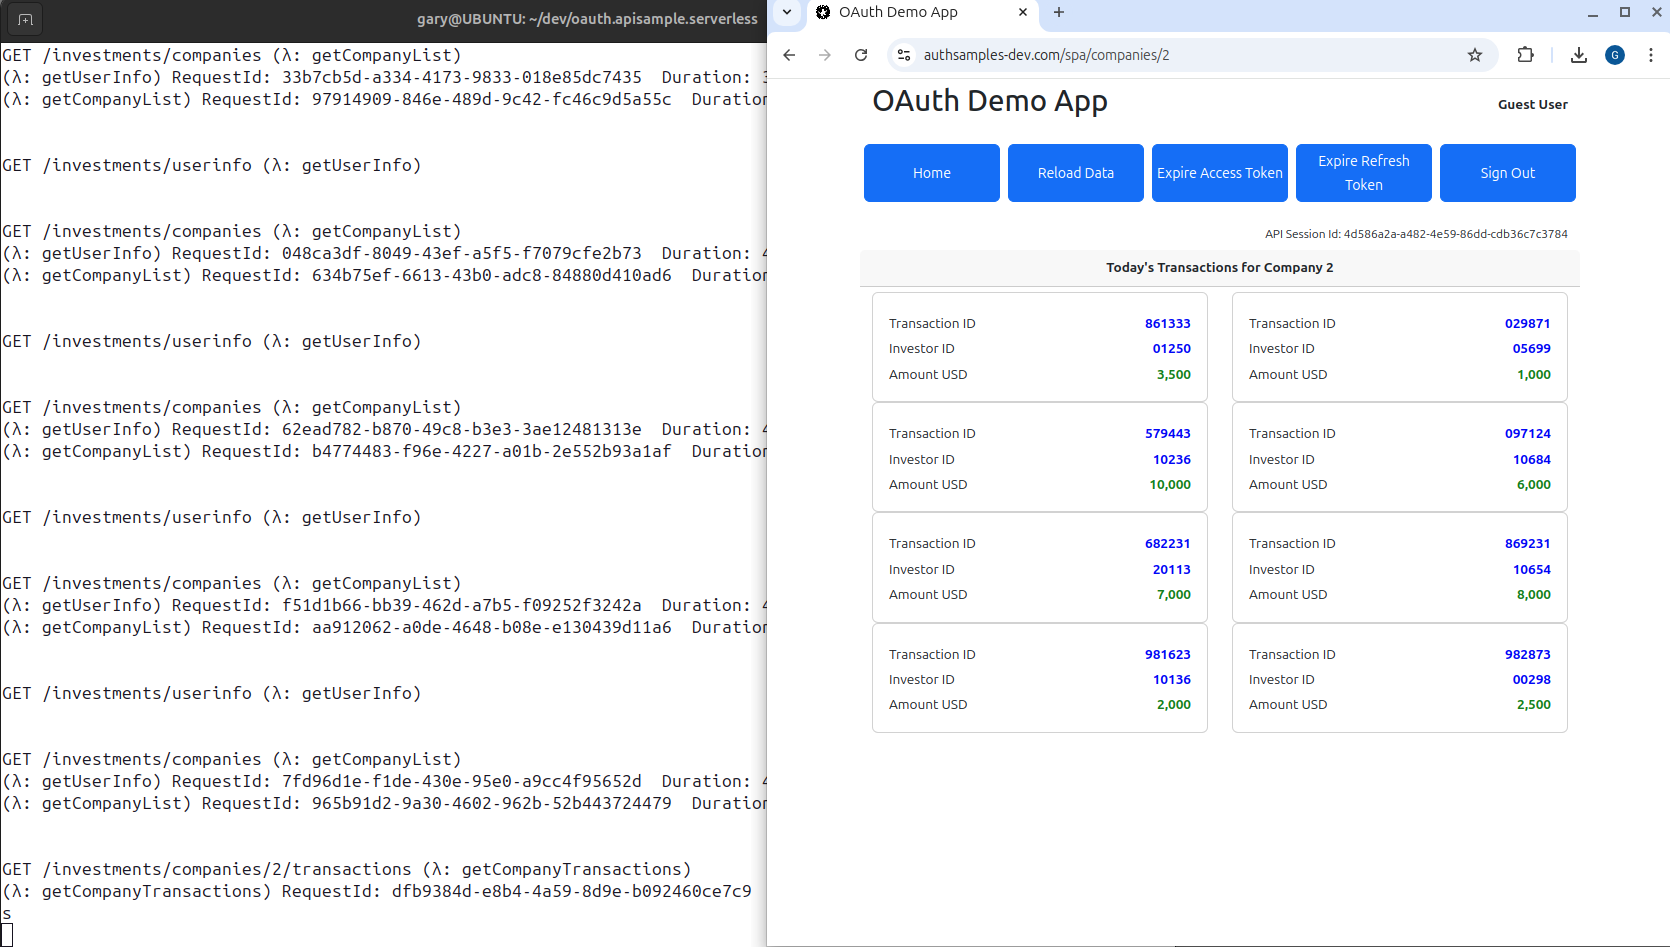 gary@UBUNTU: ~/dev/oauth.apisample.serverless
GET /investments/companies (λ: getCompanyList)
(λ: getUserInfo) RequestId: 33b7cb5d-a334-4173-9833-018e85dc7435  Duration: 3
(λ: getCompanyList) RequestId: 97914909-846e-489d-9c42-fc46c9d5a55c  Duration
GET /investments/userinfo (λ: getUserInfo)
GET /investments/companies (λ: getCompanyList)
(λ: getUserInfo) RequestId: 048ca3df-8049-43ef-a5f5-f7079cfe2b73  Duration: 4
(λ: getCompanyList) RequestId: 634b75ef-6613-43b0-adc8-84880d410ad6  Duration
GET /investments/userinfo (λ: getUserInfo)
GET /investments/companies (λ: getCompanyList)
(λ: getUserInfo) RequestId: 62ead782-b870-49c8-b3e3-3ae12481313e  Duration: 4
(λ: getCompanyList) RequestId: b4774483-f96e-4227-a01b-2e552b93a1af  Duration
GET /investments/userinfo (λ: getUserInfo)
GET /investments/companies (λ: getCompanyList)
(λ: getUserInfo) RequestId: f51d1b66-bb39-462d-a7b5-f09252f3242a  Duration: 4
(λ: getCompanyList) RequestId: aa912062-a0de-4648-b08e-e130439d11a6  Duration
GET /investments/userinfo (λ: getUserInfo)
GET /investments/companies (λ: getCompanyList)
(λ: getUserInfo) RequestId: 7fd96d1e-f1de-430e-95e0-a9cc4f95652d  Duration: 4
(λ: getCompanyList) RequestId: 965b91d2-9a30-4602-962b-52b443724479  Duration
GET /investments/companies/2/transactions (λ: getCompanyTransactions)
(λ: getCompanyTransactions) RequestId: dfb9384d-e8b4-4a59-8d9e-b092460ce7c9
s
OAuth Demo App
authsamples-dev.com/spa/companies/2
G
OAuth Demo App
Guest User
Home
Reload Data
Expire Access Token
Expire Refresh
Token
Sign Out
API Session Id: 4d586a2a-a482-4e59-86dd-cdb36c7c3784
Today's Transactions for Company 2
Transaction ID 861333
Investor ID 01250
Amount USD 3,500
Transaction ID 029871
Investor ID 05699
Amount USD 1,000
Transaction ID 579443
Investor ID 10236
Amount USD 10,000
Transaction ID 097124
Investor ID 10684
Amount USD 6,000
Transaction ID 682231
Investor ID 20113
Amount USD 7,000
Transaction ID 869231
Investor ID 10654
Amount USD 8,000
Transaction ID 981623
Investor ID 10136
Amount USD 2,000
Transaction ID 982873
Investor ID 00298
Amount USD 2,500